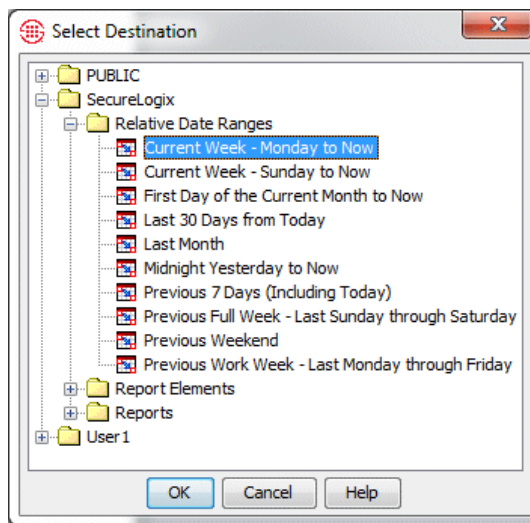 Select Destination
PUBLIC
SecureLogix
Relative Date Ranges
Current Week - Monday to Now
Current Week - Sunday to Now
First Day of the Current Month to Now
Last 30 Days from Today
Last Month
Midnight Yesterday to Now
Previous 7 Days (Including Today)
Previous Full Week - Last Sunday through Saturday
Previous Weekend
Previous Work Week - Last Monday through Friday
Report Elements
Reports
User1
OK Cancel Help